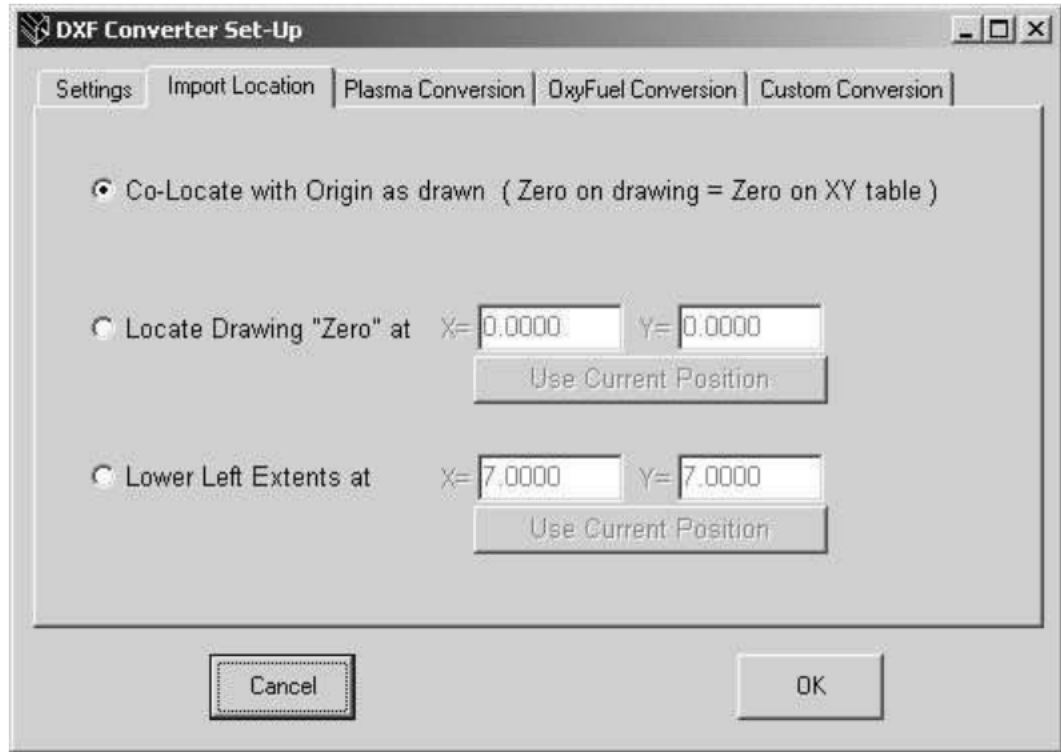 DXF Converter Set-Up
Settings Import Location Plasma Conversion OxyFuel Conversion Custom Conversion
Co-Locate with Origin as drawn ( Zero on drawing = Zero on XY table )
Locate Drawing "Zero" at X= 0.0000 Y= 0.0000
Use Current Position
Lower Left Extents at X= 7.0000 Y= 7.0000
Use Current Position
Cancel OK